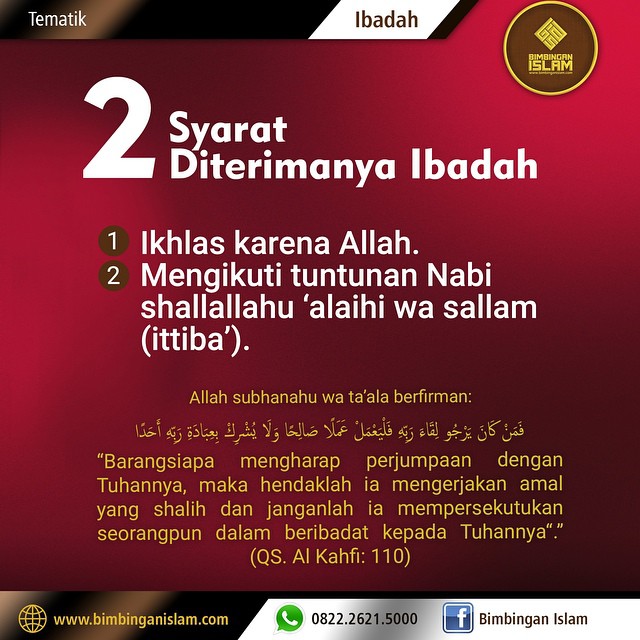 Tematik
Ibadah
BIMBINGAN
ISLAM
www.bimbinganislam.com
2 Syarat
Diterimanya Ibadah
1 Ikhlas karena Allah.
2 Mengikuti tuntunan Nabi
shallallahu ‘alaihi wa sallam
(ittiba’).
Allah subhanahu wa ta’ala berfirman:
فَمَنْ كَانَ يَرْجُو لِقَاءَ رَبِّهِ فَلْيَعْمَلْ عَمَلًا صَالِحًا وَلَا يُشْرِكْ بِعِبَادَةِ رَبِّهِ أَحَدًا
“Barangsiapa mengharap perjumpaan dengan
Tuhannya, maka hendaklah ia mengerjakan amal
yang shalih dan janganlah ia mempersekutukan
seorangpun dalam beribadat kepada Tuhannya“.”
(QS. Al Kahfi: 110)
www.bimbinganislam.com
0822.2621.5000
f Bimbingan Islam